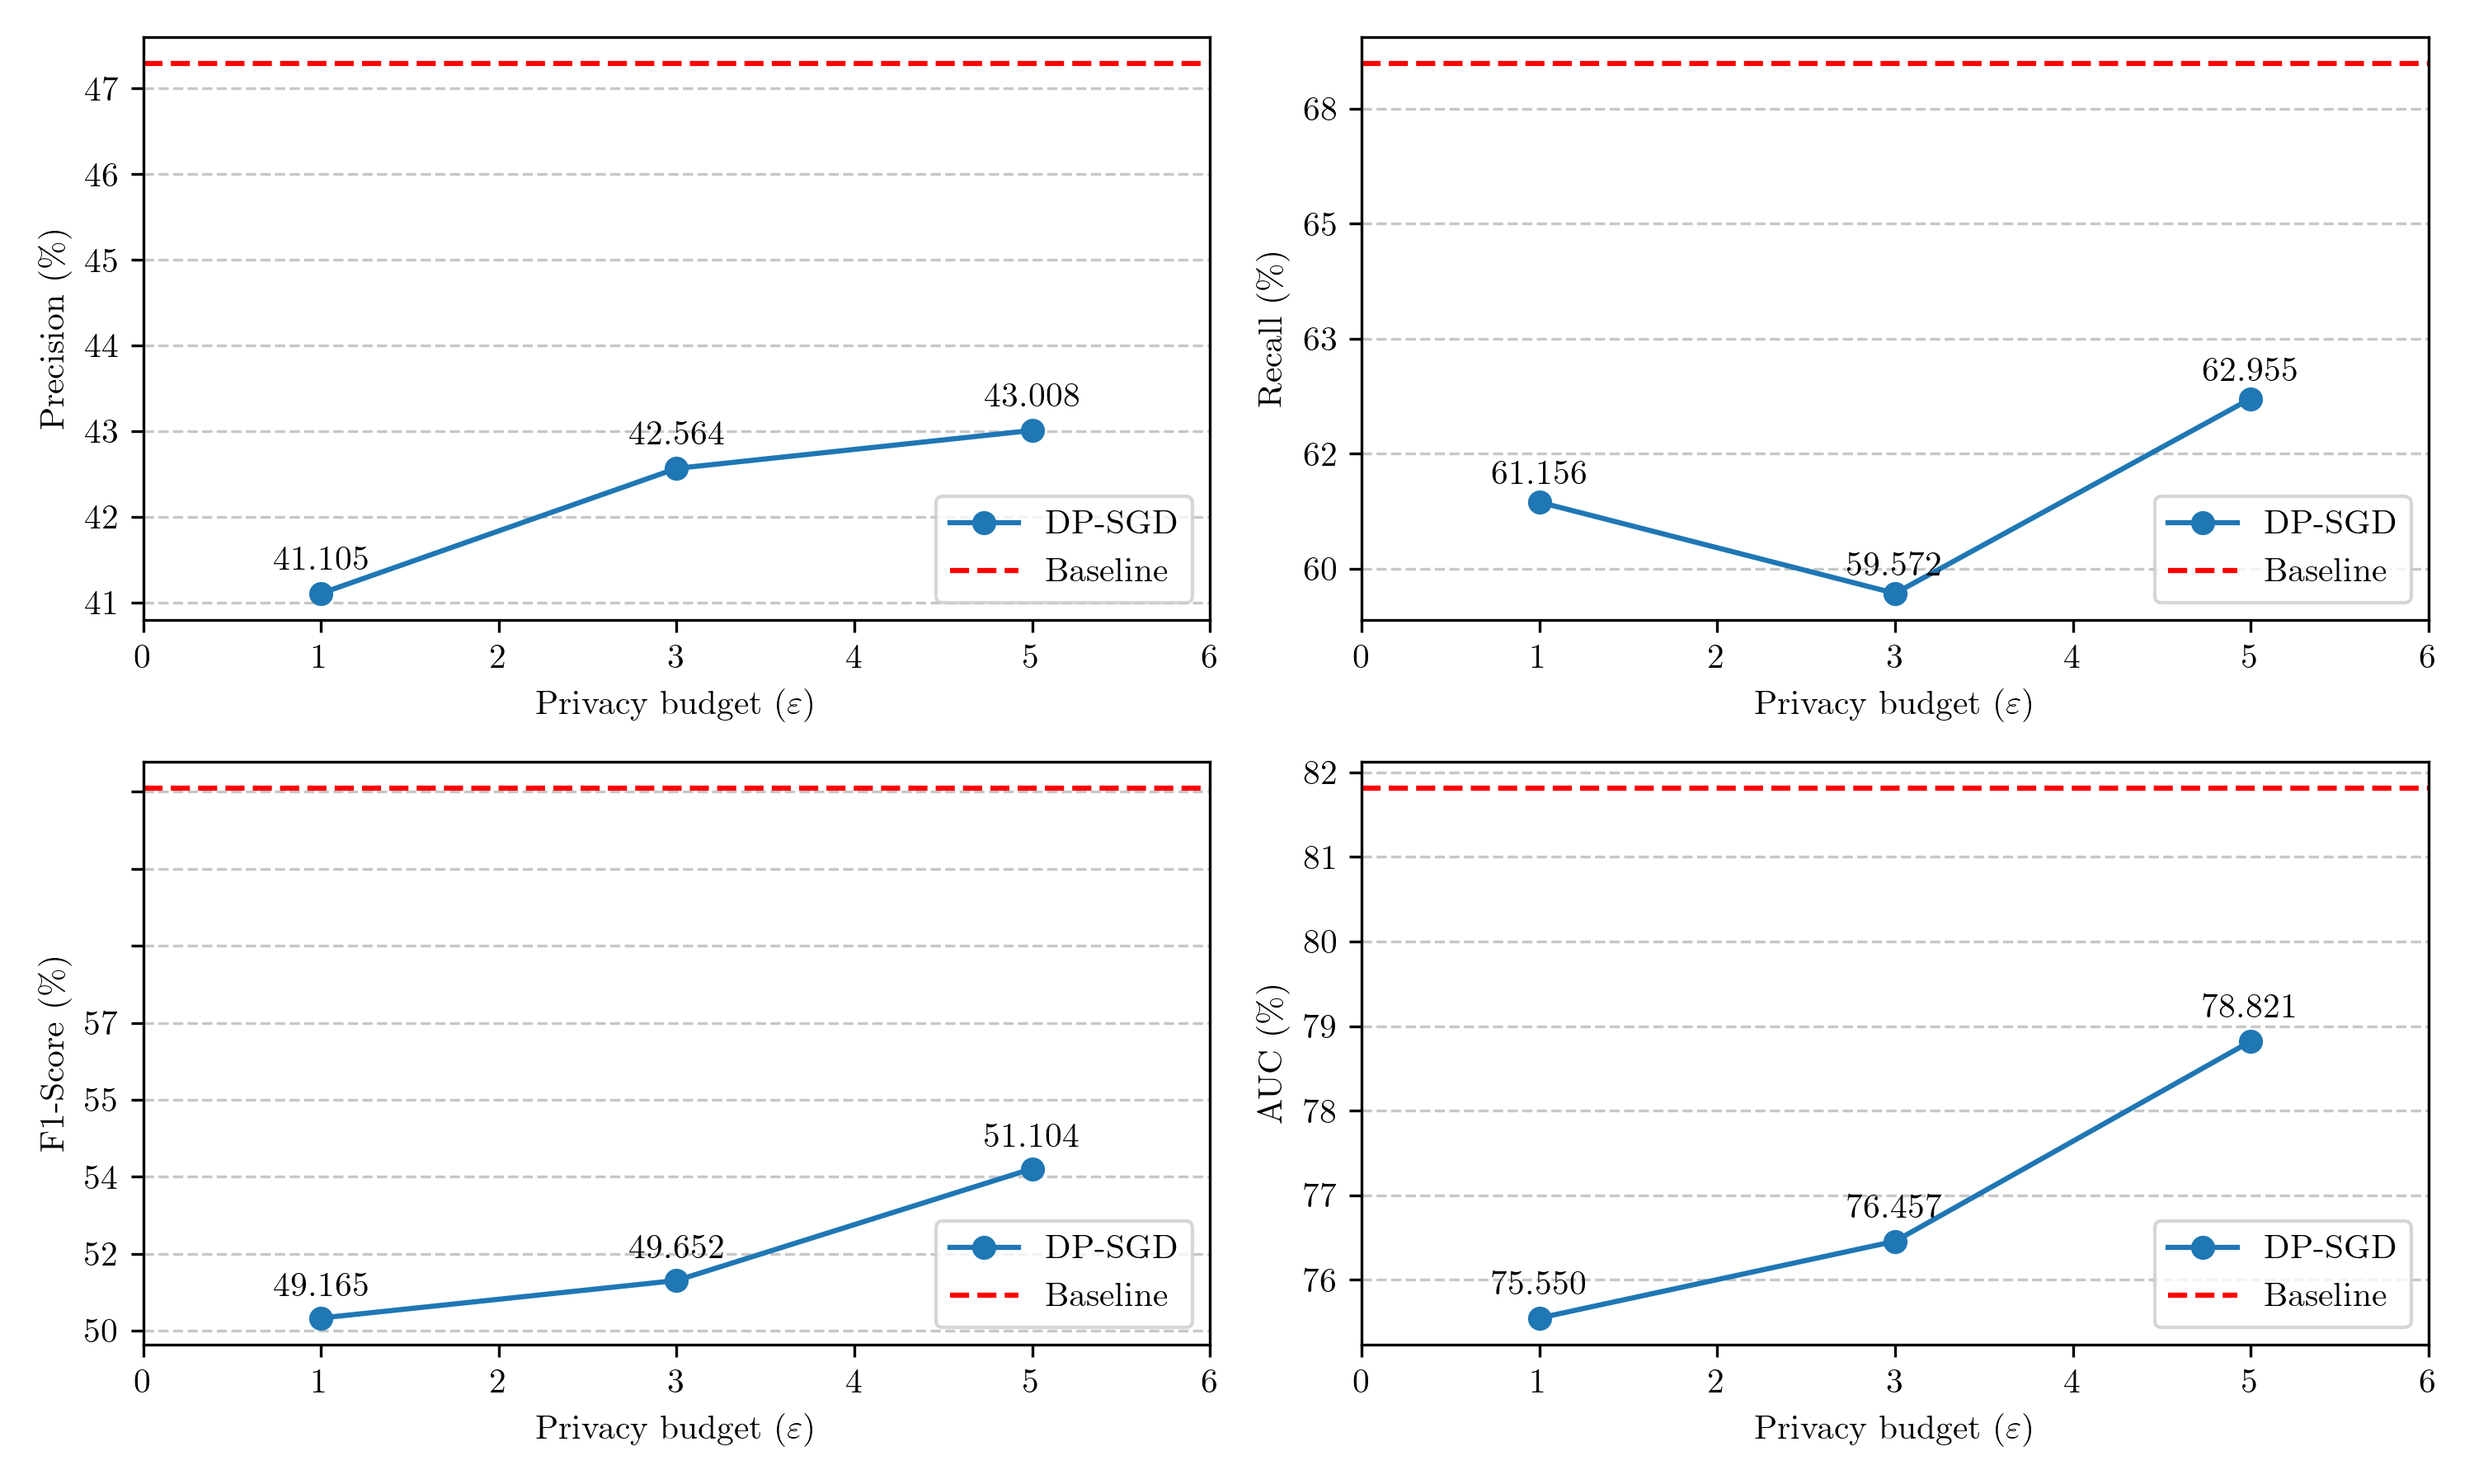 47
46
45
44
43
42
41
Precision (%)
41.105
42.564
43.008
DP-SGD
Baseline
0 1 2 3 4 5 6
Privacy budget (ε)
68
65
63
62
60
Recall (%)
61.156
59.572
62.955
DP-SGD
Baseline
0 1 2 3 4 5 6
Privacy budget (ε)
57
55
54
52
50
F1-Score (%)
49.165
49.652
51.104
DP-SGD
Baseline
0 1 2 3 4 5 6
Privacy budget (ε)
82
81
80
79
78
77
76
AUC (%)
75.550
76.457
78.821
DP-SGD
Baseline
0 1 2 3 4 5 6
Privacy budget (ε)